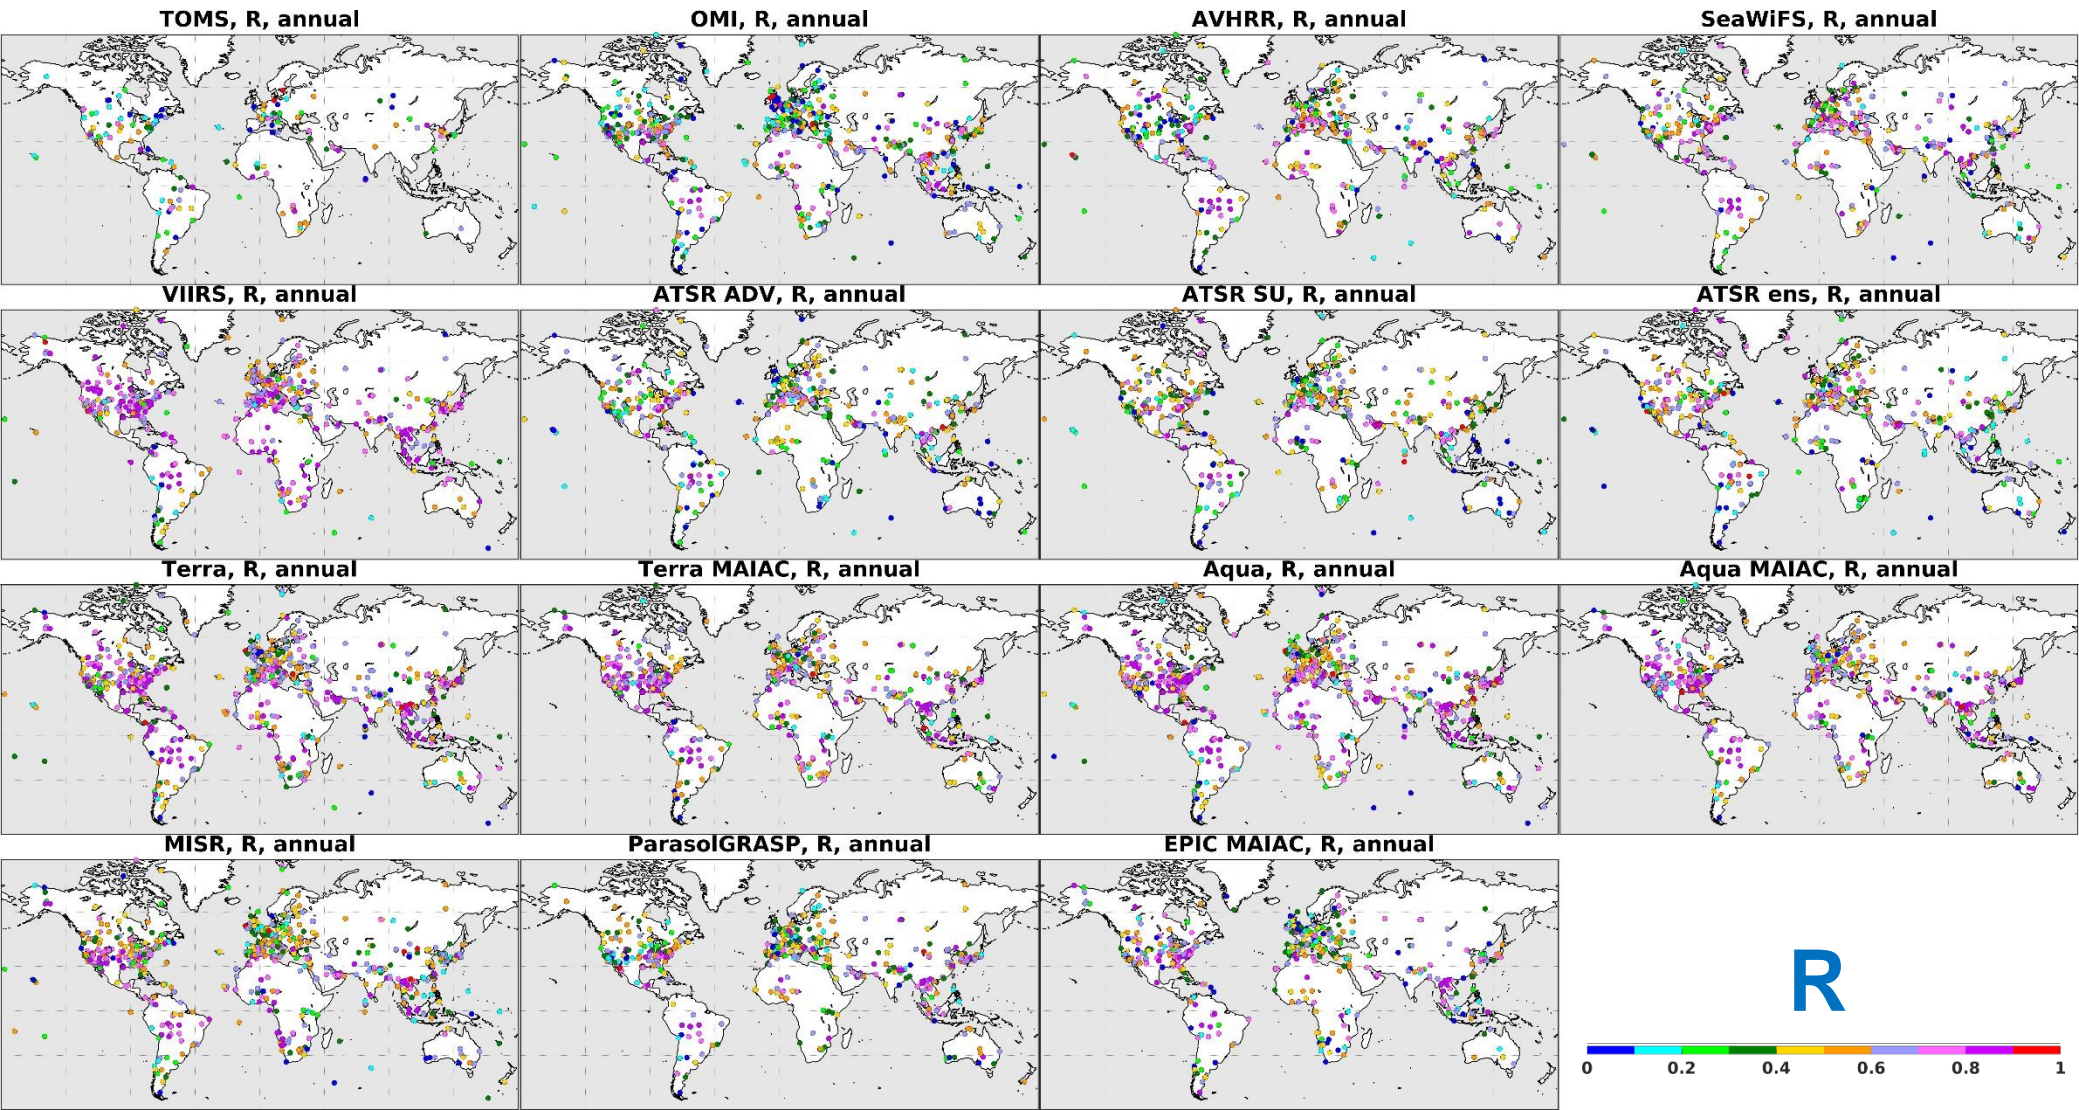 TOMS, R, annual
OMI, R, annual
AVHRR, R, annual
SeaWiFS, R, annual
VIIRS, R, annual
ATSR ADV, R, annual
ATSR SU, R, annual
ATSR ens, R, annual
Terra, R, annual
Terra MAIAC, R, annual
Aqua, R, annual
Aqua MAIAC, R, annual
MISR, R, annual
ParasolGRASP, R, annual
EPIC MAIAC, R, annual
R
0 0.2 0.4 0.6 0.8 1